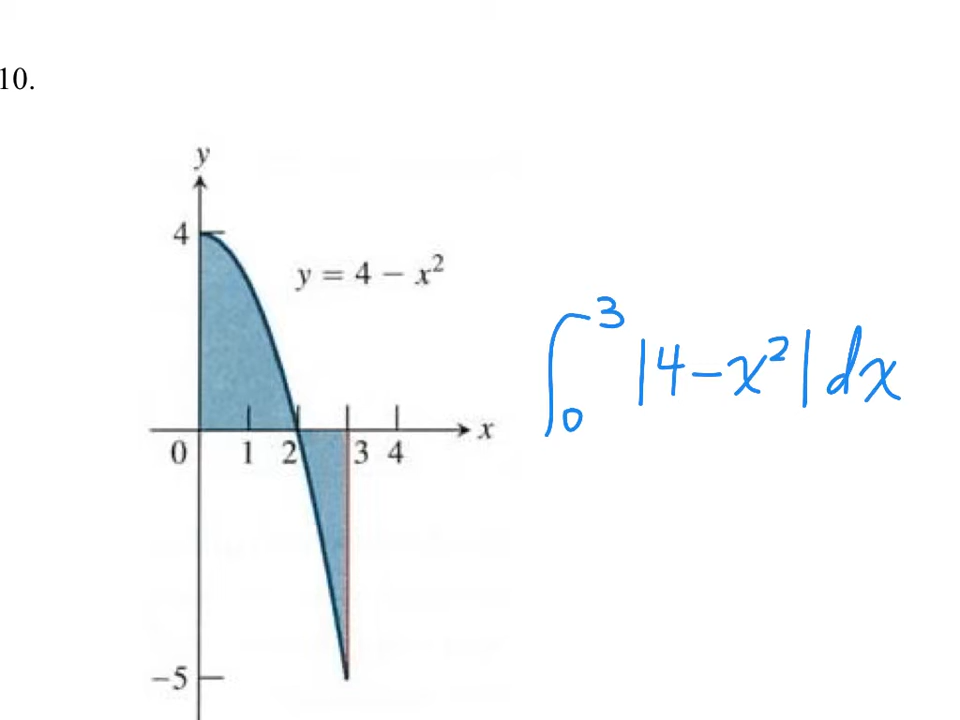 10.
y
4
y = 4 − x²
∫₀³ |4−x²| dx
x
0 1 2 3 4
−5